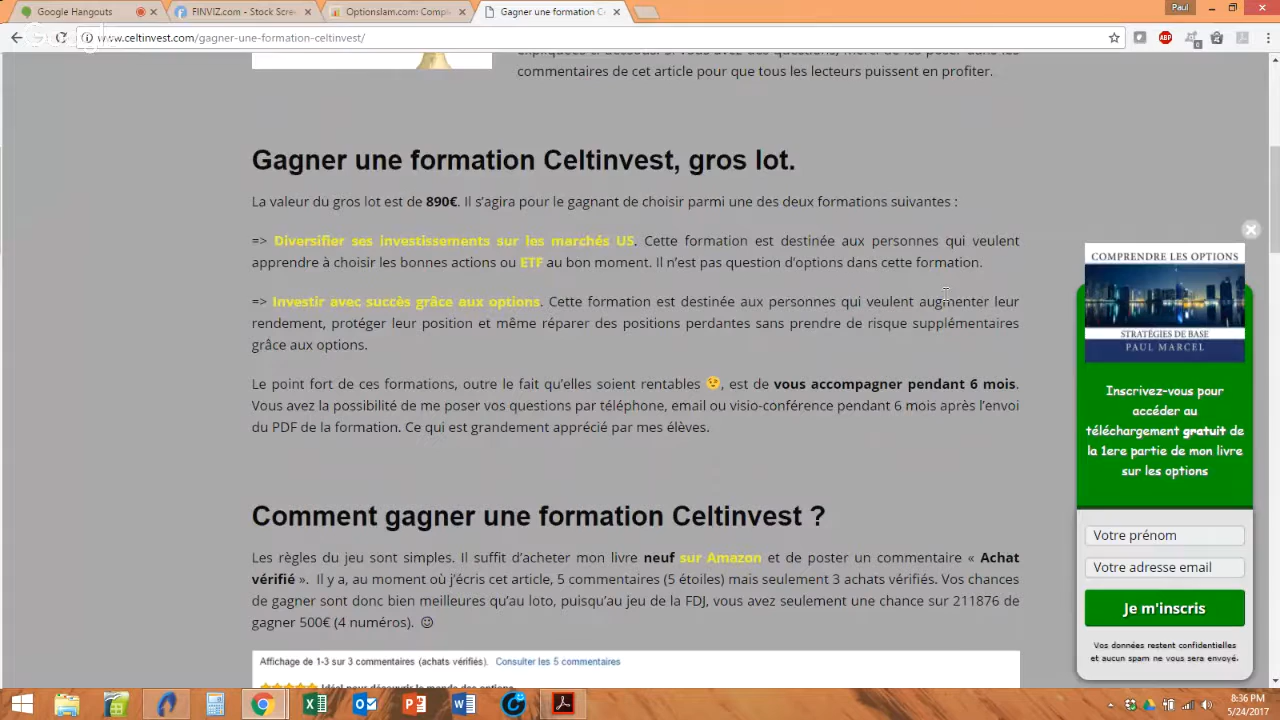 Google Hangouts
FINVIZ.com - Stock Scre
Optionslam.com: Compl
Gagner une formation C
Paul
www.celtinvest.com/gagner-une-formation-celtinvest/
ABP
commentaires de cet article pour que tous les lecteurs puissent en profiter.
Gagner une formation Celtinvest, gros lot.
La valeur du gros lot est de 890€. Il s’agira pour le gagnant de choisir parmi une des deux formations suivantes :
=> Diversifier ses investissements sur les marchés US. Cette formation est destinée aux personnes qui veulent
apprendre à choisir les bonnes actions ou ETF au bon moment. Il n’est pas question d’options dans cette formation.
=> Investir avec succès grâce aux options. Cette formation est destinée aux personnes qui veulent augmenter leur
rendement, protéger leur position et même réparer des positions perdantes sans prendre de risque supplémentaires
grâce aux options.
Le point fort de ces formations, outre le fait qu’elles soient rentables 🤨, est de vous accompagner pendant 6 mois.
Vous avez la possibilité de me poser vos questions par téléphone, email ou visio-conférence pendant 6 mois après l’envoi
du PDF de la formation. Ce qui est grandement apprécié par mes élèves.
Comment gagner une formation Celtinvest ?
Les règles du jeu sont simples. Il suffit d’acheter mon livre neuf sur Amazon et de poster un commentaire « Achat
vérifié ». Il y a, au moment où j’écris cet article, 5 commentaires (5 étoiles) mais seulement 3 achats vérifiés. Vos chances
de gagner sont donc bien meilleures qu’au loto, puisqu’au jeu de la FDJ, vous avez seulement une chance sur 211876 de
gagner 500€ (4 numéros). ☺
Affichage de 1-3 sur 3 commentaires (achats vérifiés). Consulter les 5 commentaires
COMPRENDRE LES OPTIONS
STRATÉGIES DE BASE
PAUL MARCEL
Inscrivez-vous pour
accéder au
téléchargement gratuit de
la 1ere partie de mon livre
sur les options
Votre prénom
Votre adresse email
Je m'inscris
Vos données restent confidentielles
et aucun spam ne vous sera envoyé.
8:36 PM
5/24/2017